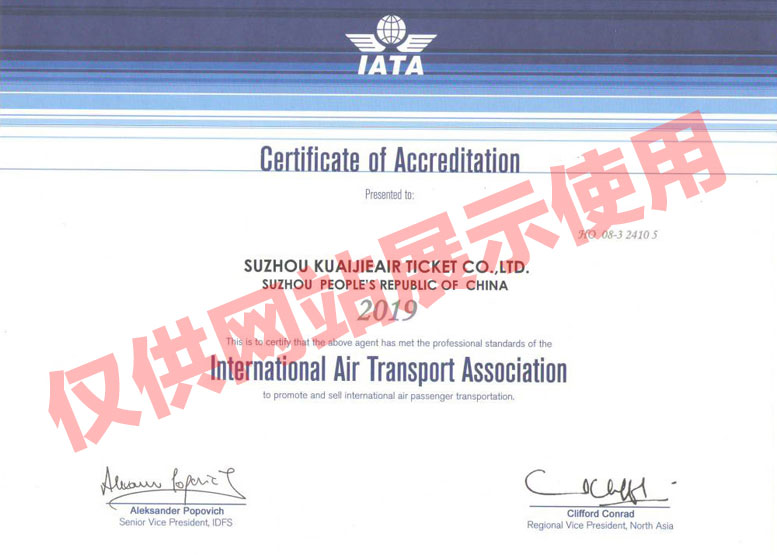 IATA
Certificate of Accreditation
Presented to:
HO. 08-3 2410 5
SUZHOU KUAIJIEAIR TICKET CO.,LTD.
SUZHOU PEOPLE'S REPUBLIC OF CHINA
2019
This is to certify that the above agent has met the professional standards of the
International Air Transport Association
to promote and sell international air passenger transportation.
仅供网站展示使用
Aleksander Popovich
Senior Vice President, IDFS
Clifford Conrad
Regional Vice President, North Asia